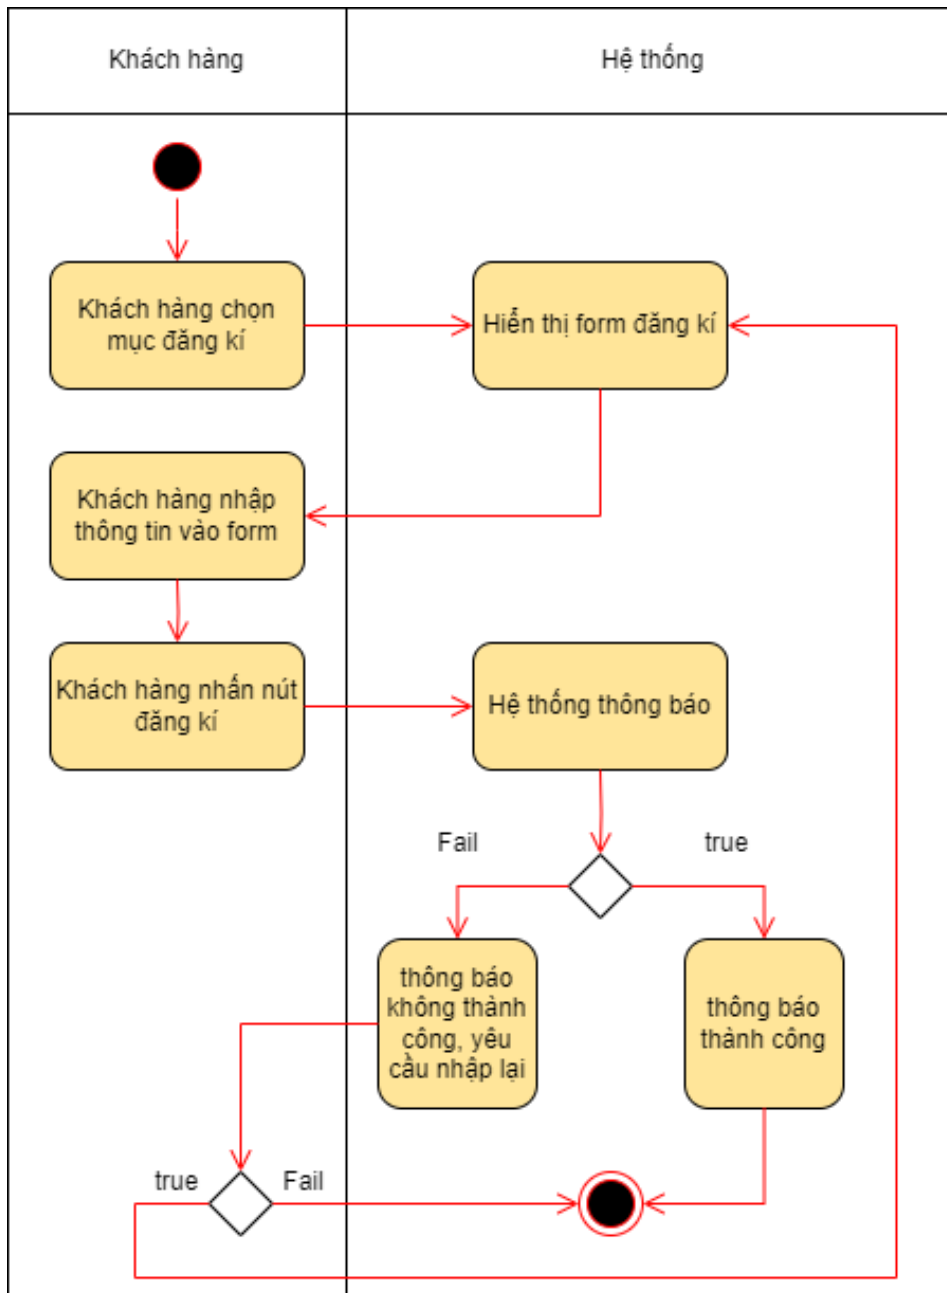 Khách hàng
Hệ thống
Khách hàng chọn
mục đăng kí
Hiển thị form đăng kí
Khách hàng nhập
thông tin vào form
Khách hàng nhấn nút
đăng kí
Hệ thống thông báo
Fail
true
thông báo
không thành
công, yêu
cầu nhập lại
thông báo
thành công
true
Fail